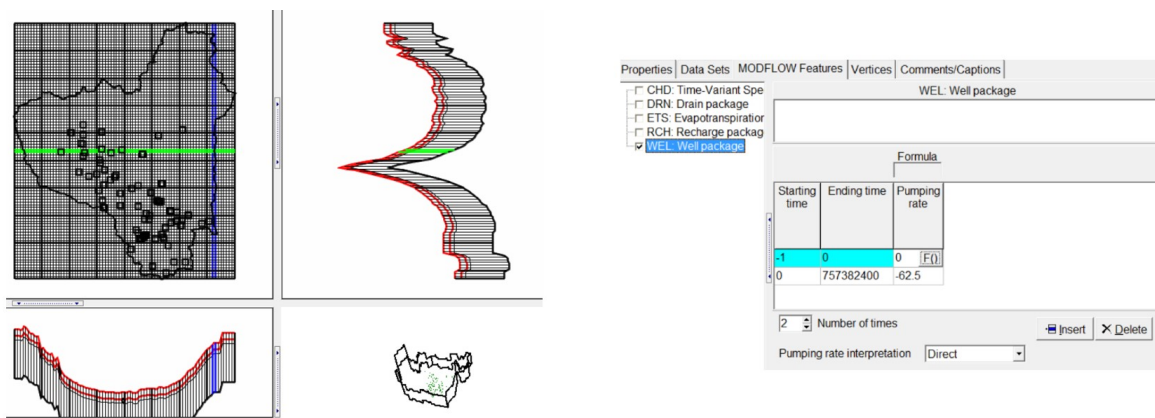 Properties Data Sets MODFLOW Features Vertices Comments/Captions
CHD: Time-Variant Spe
DRN: Drain package
ETS: Evapotranspiration
RCH: Recharge packag
WEL: Well package
WEL: Well package
Formula
Starting time Ending time Pumping rate
-1 0 0 F()
0 757382400 -62.5
2 Number of times
Insert Delete
Pumping rate interpretation Direct